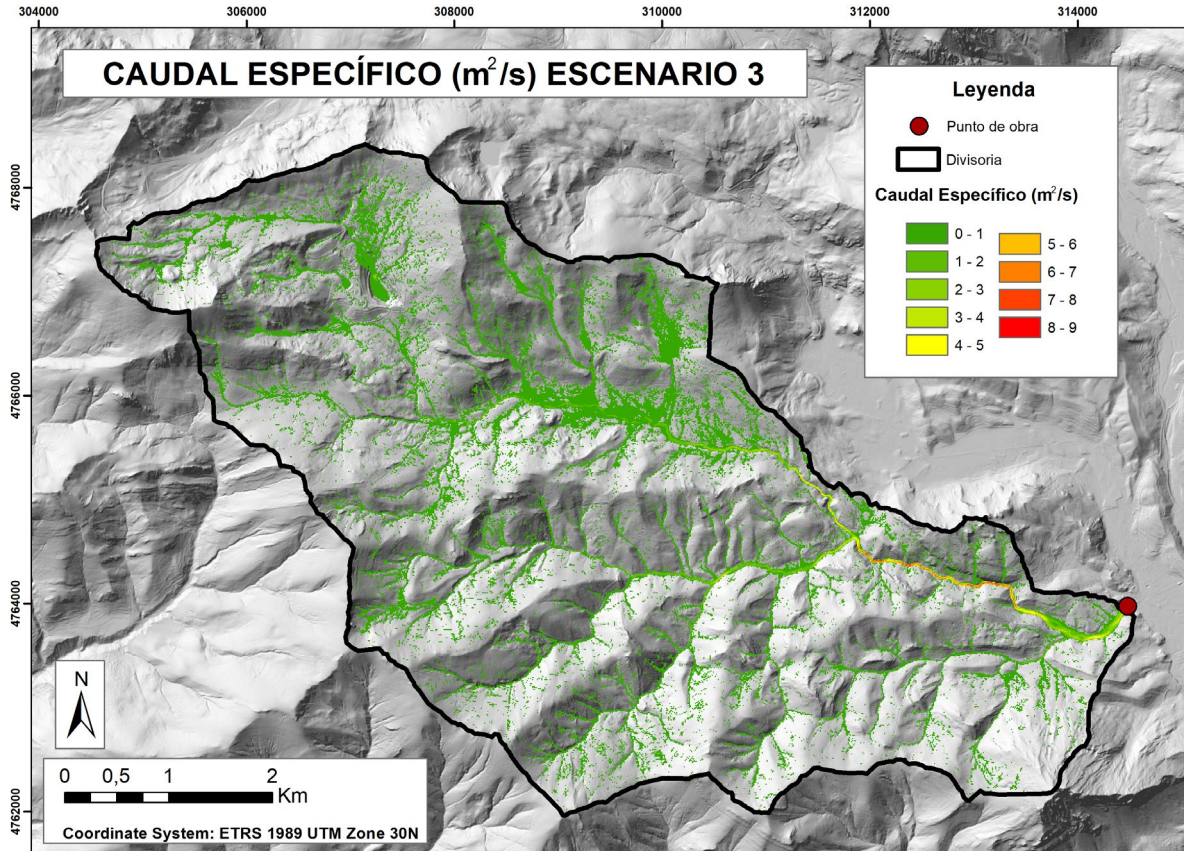 304000 306000 308000 310000 312000 314000
CAUDAL ESPECÍFICO (m²/s) ESCENARIO 3
Leyenda
Punto de obra
Divisoria
Caudal Específico (m²/s)
0 - 1
1 - 2
2 - 3
3 - 4
4 - 5
5 - 6
6 - 7
7 - 8
8 - 9
4768000
4766000
4764000
4762000
N
0 0,5 1 2
Km
Coordinate System: ETRS 1989 UTM Zone 30N